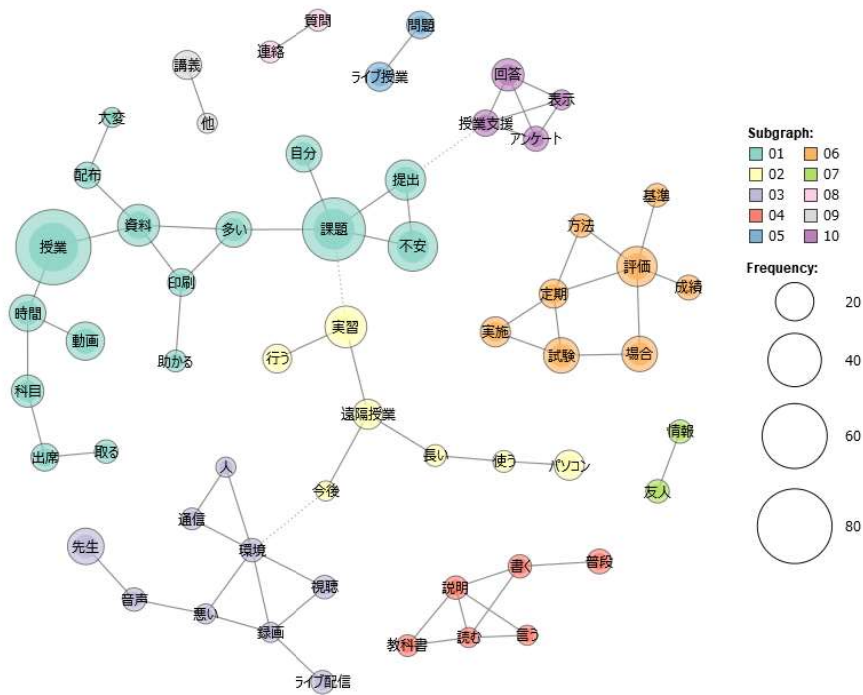 質問
連絡
問題
ライブ授業
講義
他
回答
表示
授業支援
アンケート
大変
配布
自分
提出
資料
多い
課題
不安
授業
印刷
時間
動画
助かる
科目
出席
取る
実習
行う
遠隔授業
長い
使う
パソコン
今後
基準
方法
評価
成績
定期
実施
試験
場合
情報
友人
人
通信
先生
環境
音声
悪い
視聴
録画
ライブ配信
書く
普段
説明
教科書
読む
言う
Subgraph:
01 06
02 07
03 08
04 09
05 10
Frequency:
20
40
60
80